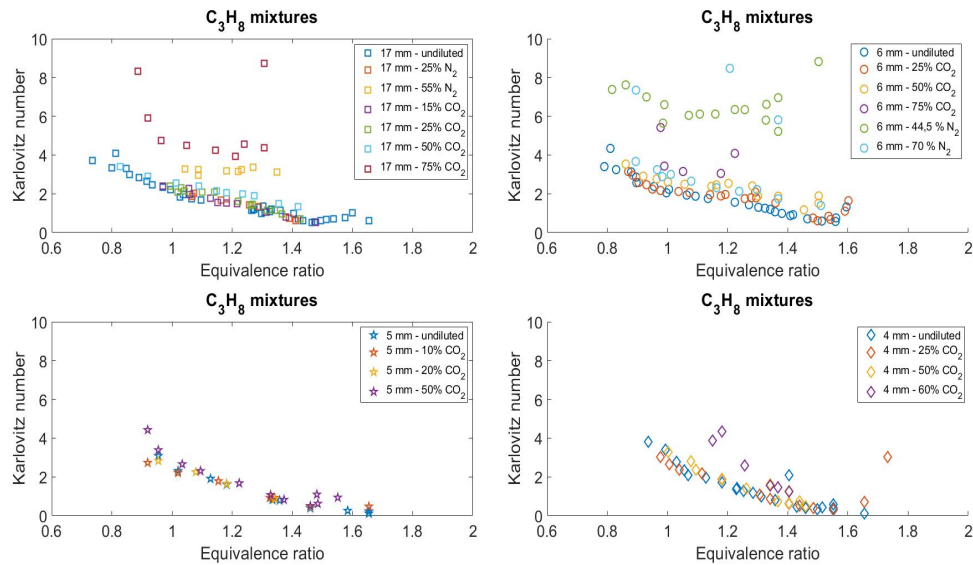 C3H8 mixtures
Karlovitz number
10
8
6
4
2
0
17 mm - undiluted
17 mm - 25% N2
17 mm - 55% N2
17 mm - 15% CO2
17 mm - 25% CO2
17 mm - 50% CO2
17 mm - 75% CO2
0.6 0.8 1 1.2 1.4 1.6 1.8 2
Equivalence ratio
C3H8 mixtures
Karlovitz number
10
8
6
4
2
0
6 mm - undiluted
6 mm - 25% CO2
6 mm - 50% CO2
6 mm - 75% CO2
6 mm - 44,5 % N2
6 mm - 70 % N2
0.6 0.8 1 1.2 1.4 1.6 1.8 2
Equivalence ratio
C3H8 mixtures
Karlovitz number
10
8
6
4
2
0
5 mm - undiluted
5 mm - 10% CO2
5 mm - 20% CO2
5 mm - 50% CO2
0.6 0.8 1 1.2 1.4 1.6 1.8 2
Equivalence ratio
C3H8 mixtures
Karlovitz number
10
8
6
4
2
0
4 mm - undiluted
4 mm - 25% CO2
4 mm - 50% CO2
4 mm - 60% CO2
0.6 0.8 1 1.2 1.4 1.6 1.8 2
Equivalence ratio